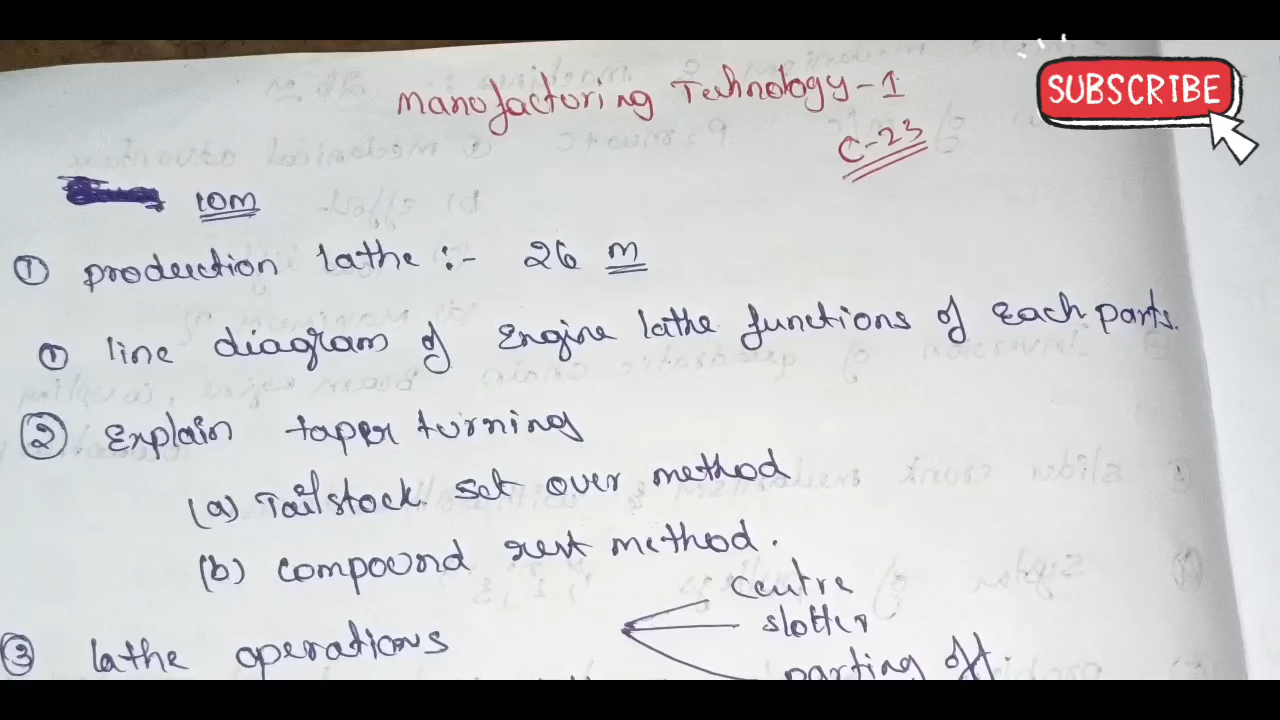 Manufacturing Technology-1
SUBSCRIBE
C-23
10m
① production lathe :- 26 m
① line diagram of Engine lathe functions of Each parts.
② Explain taper turning
(a) Tailstock set over method
(b) compound rest method.
centre
slotter
③ lathe operations
parting off.